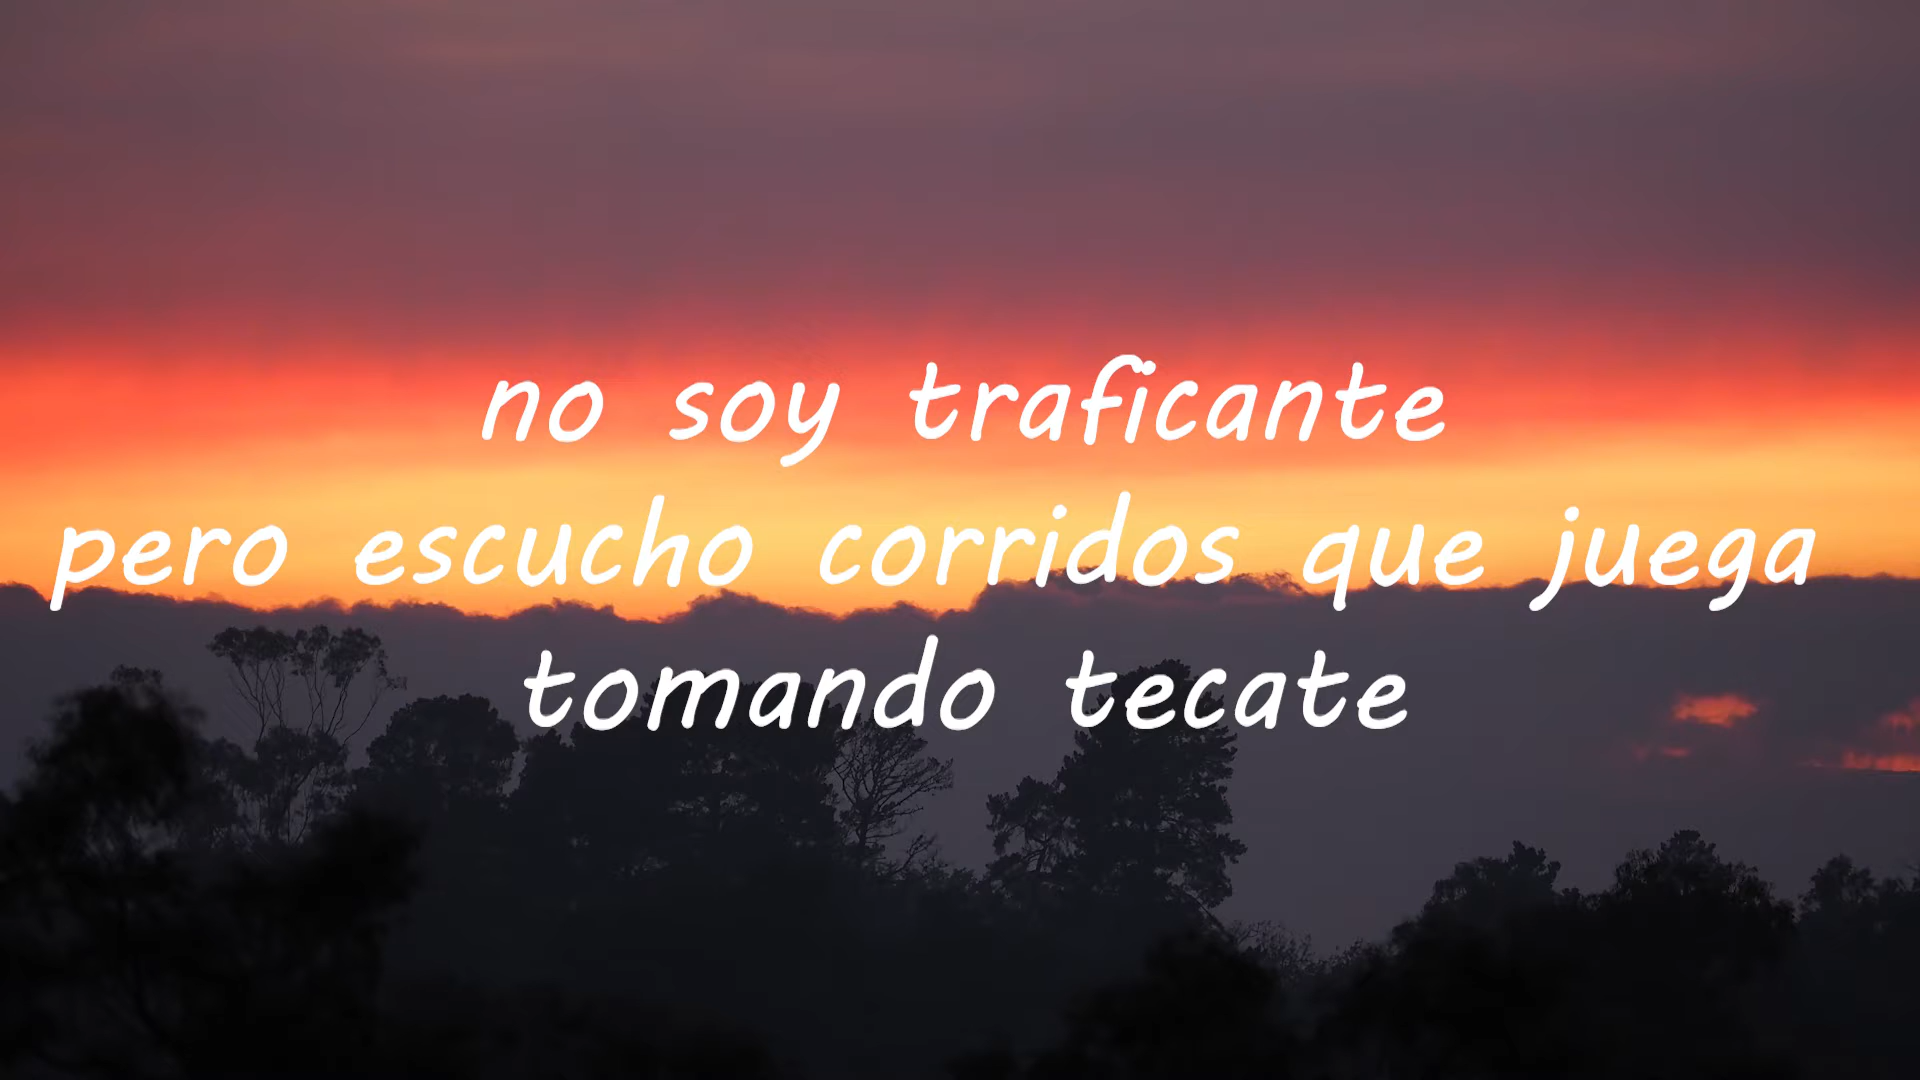 no soy traficante
pero escucho corridos que juega
tomando tecate